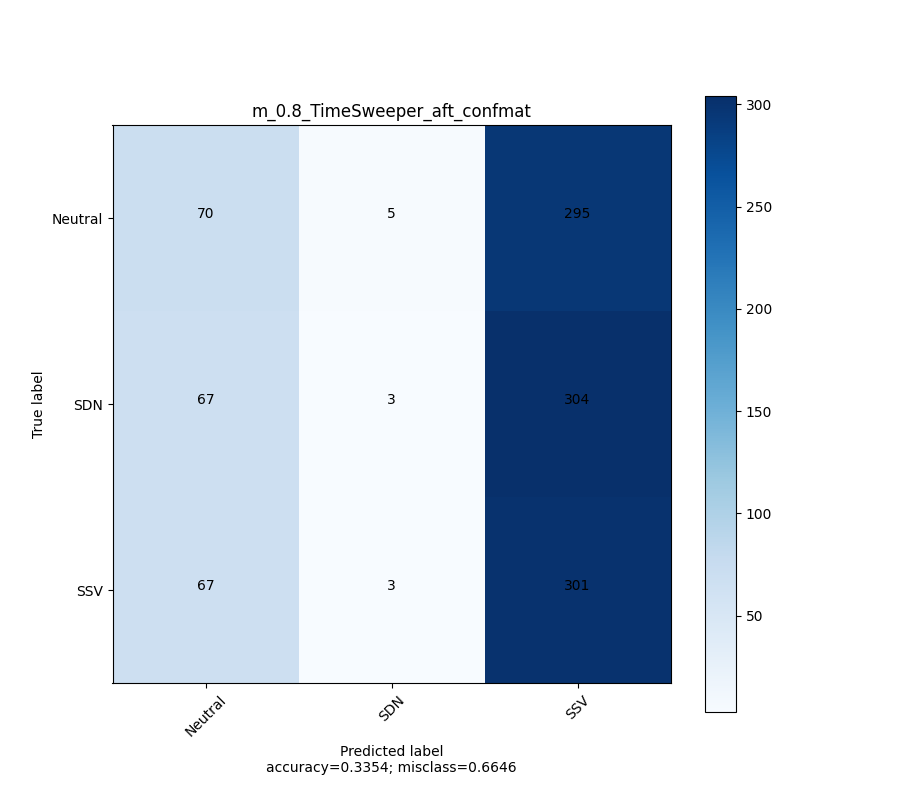 m_0.8_TimeSweeper_aft_confmat
True label
Neutral
70
5
295
SDN
67
3
304
SSV
67
3
301
Neutral
SDN
SSV
Predicted label
accuracy=0.3354; misclass=0.6646
300
250
200
150
100
50